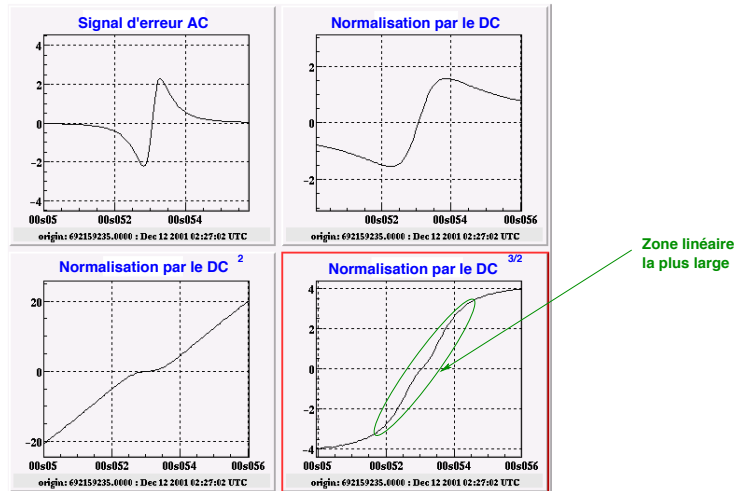 Signal d'erreur AC
4
2
0
-2
-4
00s05 00s052 00s054
origin: 692159235.0000 : Dec 12 2001 02:27:02 UTC
Normalisation par le DC
2
0
-2
00s052 00s054 00s056
origin: 692159235.0000 : Dec 12 2001 02:27:02 UTC
Zone linéaire
la plus large
Normalisation par le DC 2
20
0
-20
00s05 00s052 00s054 00s056
origin: 692159235.0000 : Dec 12 2001 02:27:02 UTC
Normalisation par le DC 3/2
4
2
0
-2
-4
00s05 00s052 00s054 00s056
origin: 692159235.0000 : Dec 12 2001 02:27:02 UTC